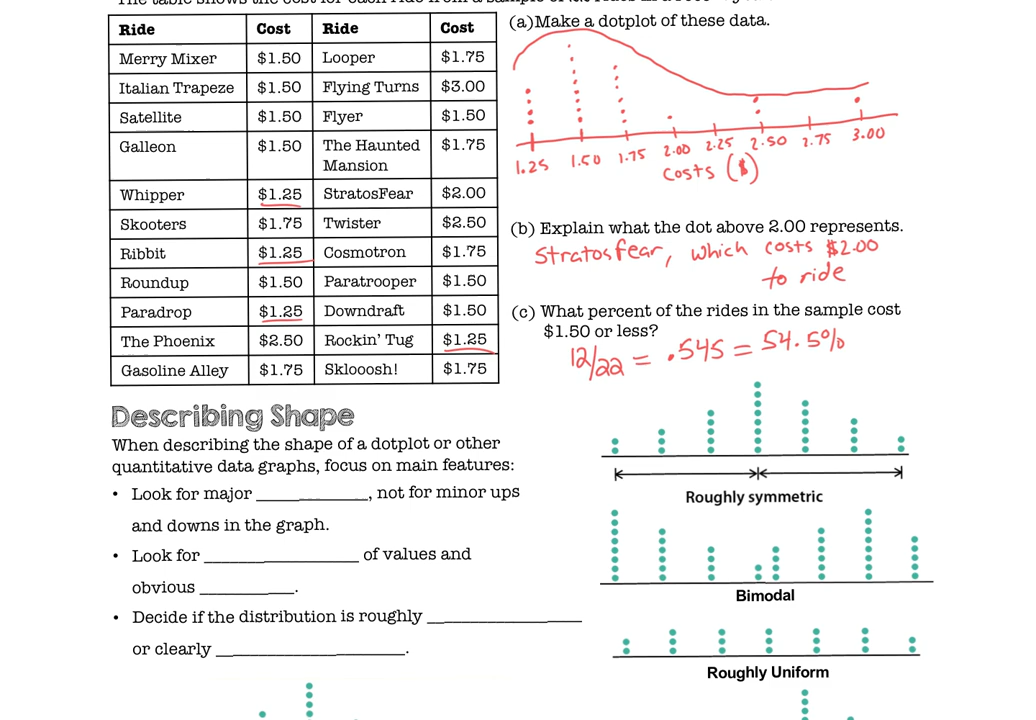 Ride Cost Ride Cost
Merry Mixer $1.50 Looper $1.75
Italian Trapeze $1.50 Flying Turns $3.00
Satellite $1.50 Flyer $1.50
Galleon $1.50 The Haunted Mansion $1.75
Whipper $1.25 StratosFear $2.00
Skooters $1.75 Twister $2.50
Ribbit $1.25 Cosmotron $1.75
Roundup $1.50 Paratrooper $1.50
Paradrop $1.25 Downdraft $1.50
The Phoenix $2.50 Rockin' Tug $1.25
Gasoline Alley $1.75 Sklooosh! $1.75
(a) Make a dotplot of these data.
1.25 1.50 1.75 2.00 2.25 2.50 2.75 3.00
Costs ($)
(b) Explain what the dot above 2.00 represents.
Stratosfear, which costs $2.00
to ride
(c) What percent of the rides in the sample cost
$1.50 or less?
12/22 = .545 = 54.5%
Describing Shape
When describing the shape of a dotplot or other
quantitative data graphs, focus on main features:
• Look for major __________, not for minor ups
and downs in the graph.
• Look for ______________ of values and
obvious _________.
• Decide if the distribution is roughly ______________
or clearly _________________.
Roughly symmetric
Bimodal
Roughly Uniform